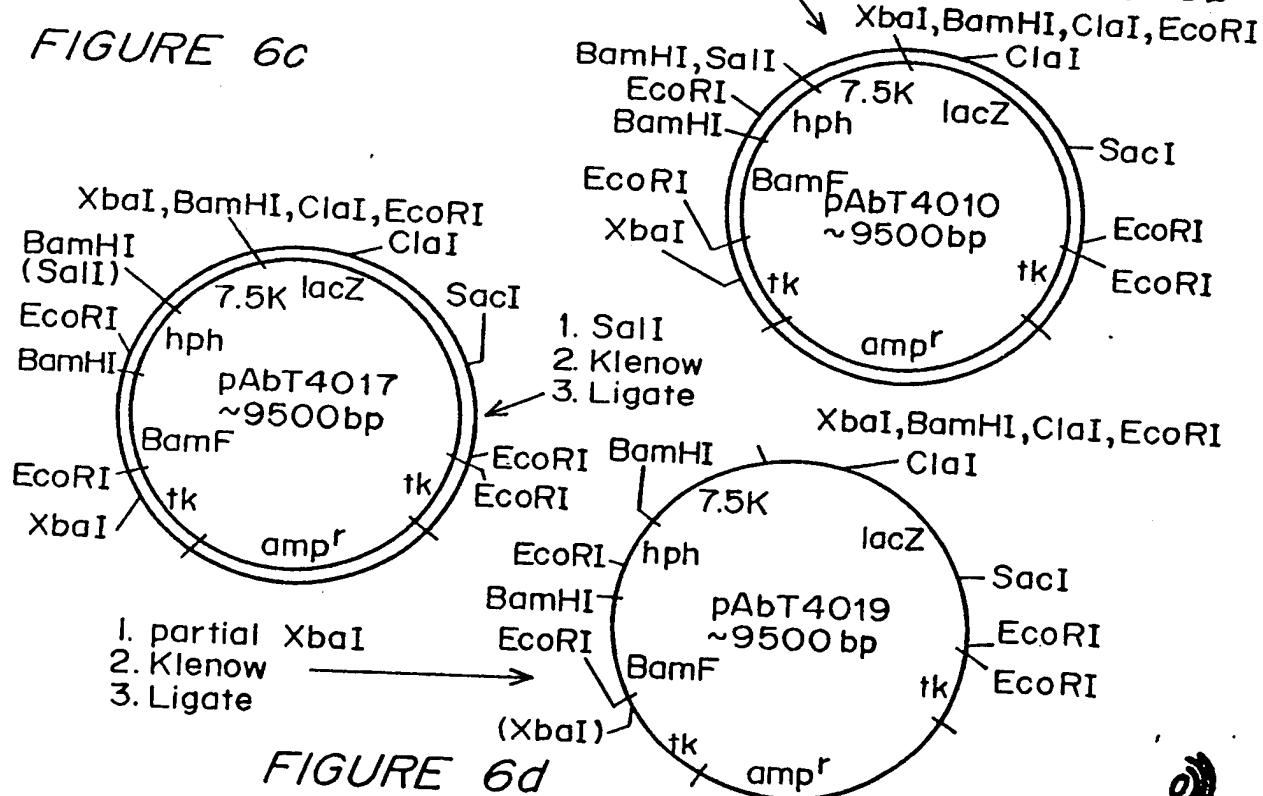 FIGURE 6c
XbaI,BamHI,ClaI,EcoRI
ClaI
BamHI,SalI
EcoRI
BamHI
7.5K
lacZ
hph
SacI
EcoRI
XbaI
BamF
pAbT4010
~9500bp
EcoRI
EcoRI
tk
tk
ampr
XbaI,BamHI,ClaI,EcoRI
ClaI
BamHI
(SalI)
EcoRI
BamHI
7.5K
lacZ
hph
SacI
pAbT4017
~9500bp
BamF
EcoRI
XbaI
EcoRI
EcoRI
tk
tk
ampr
1. SalI
2. Klenow
3. Ligate
XbaI,BamHI,ClaI,EcoRI
ClaI
BamHI
7.5K
lacZ
hph
EcoRI
BamHI
EcoRI
SacI
pAbT4019
~9500bp
EcoRI
EcoRI
BamF
(XbaI)
tk
tk
ampr
1. partial XbaI
2. Klenow
3. Ligate
FIGURE 6d